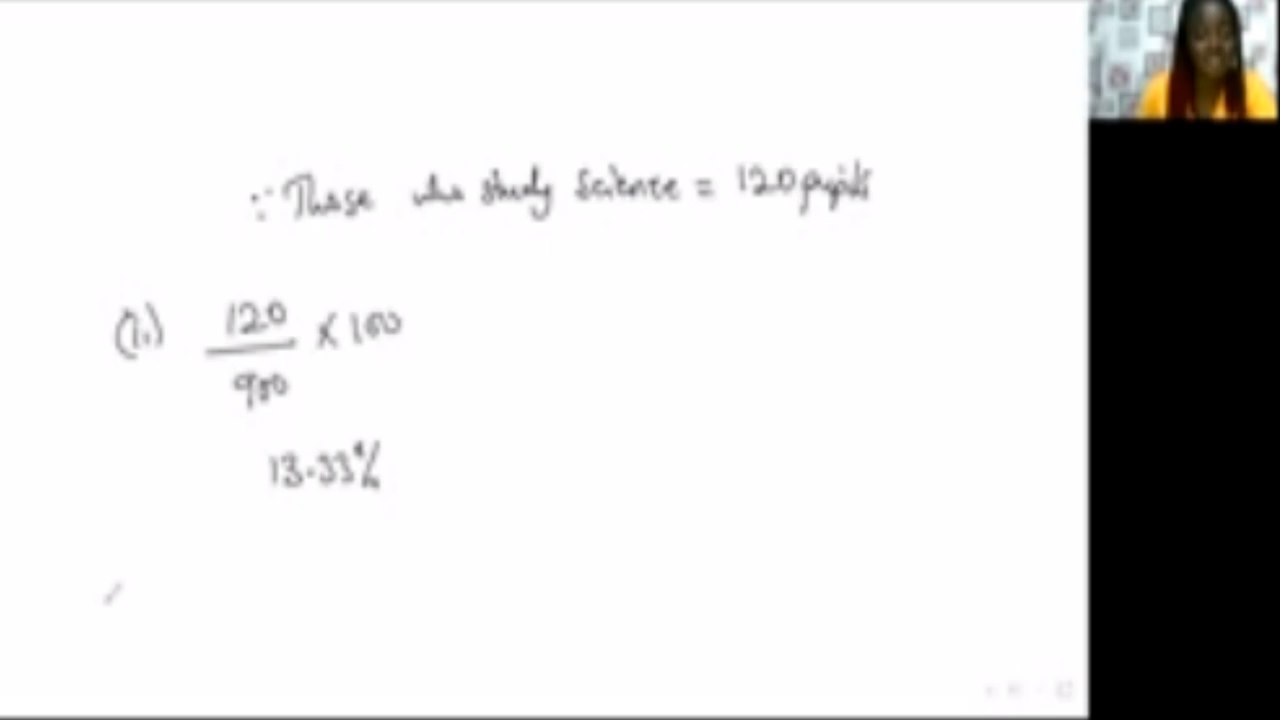 ∵ Those who study Science = 120 pupils
(ii) 120 × 100
900
13.33%